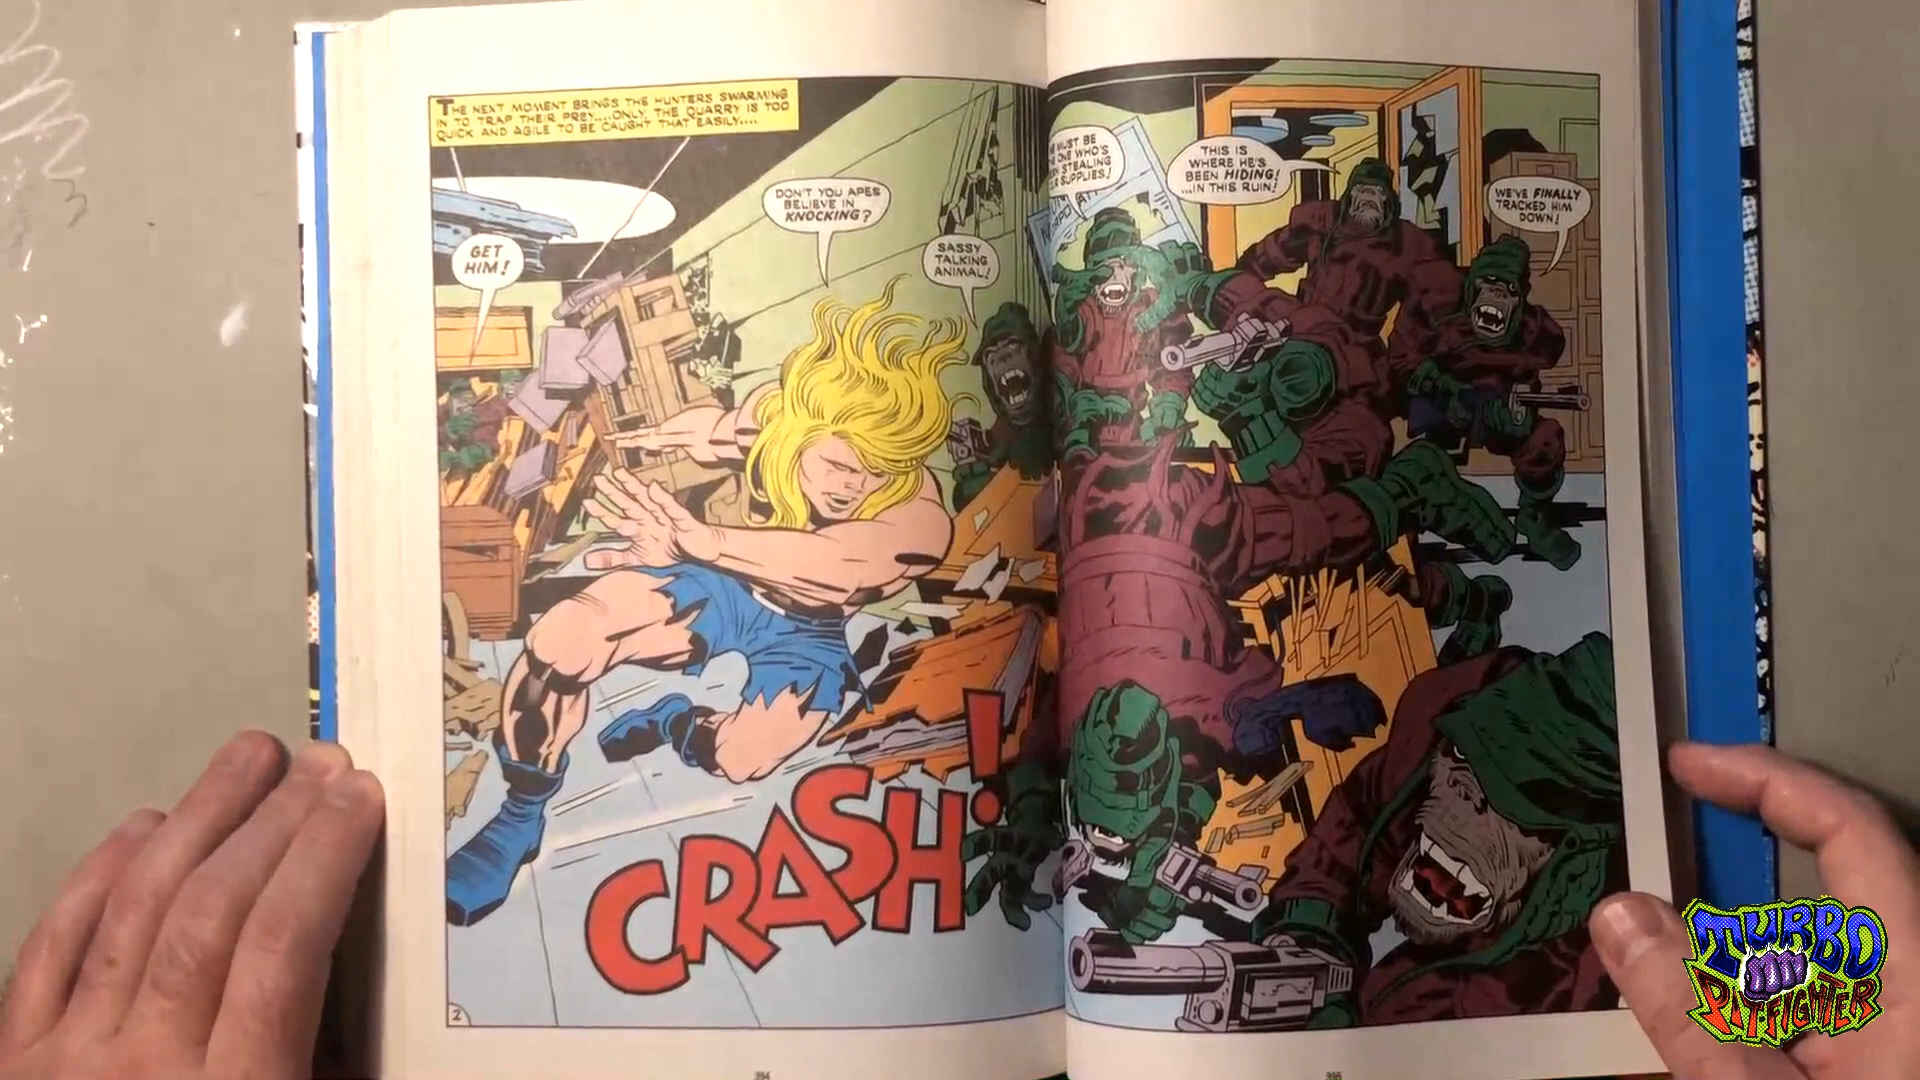 THE NEXT MOMENT BRINGS THE HUNTERS SWARMING
IN TO TRAP THEIR PREY....ONLY, THE QUARRY IS TOO
QUICK AND AGILE TO BE CAUGHT THAT EASILY....
GET
HIM!
DON'T YOU APES
BELIEVE IN
KNOCKING?
SASSY
TALKING
ANIMAL!
MUST BE
ONE WHO'S
STEALING
SUPPLIES!
THIS IS
WHERE HE'S
BEEN HIDING!
...IN THIS RUIN!
WE'VE FINALLY
TRACKED HIM
DOWN!
CRASH!
2
394
395
TURBO
PIT-FIGHTER